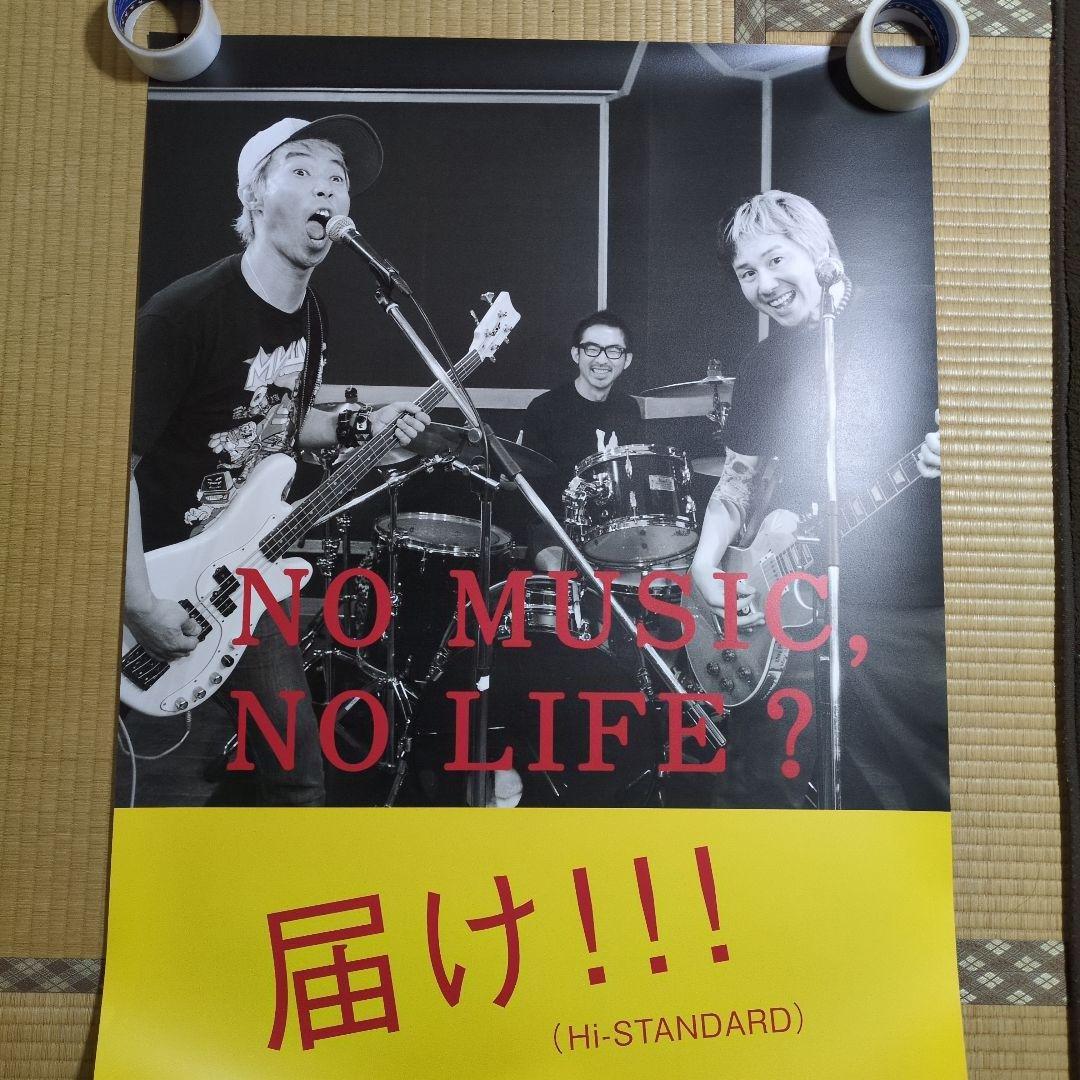 NO MUSIC,
NO LIFE?
届け!!!
(Hi-STANDARD)